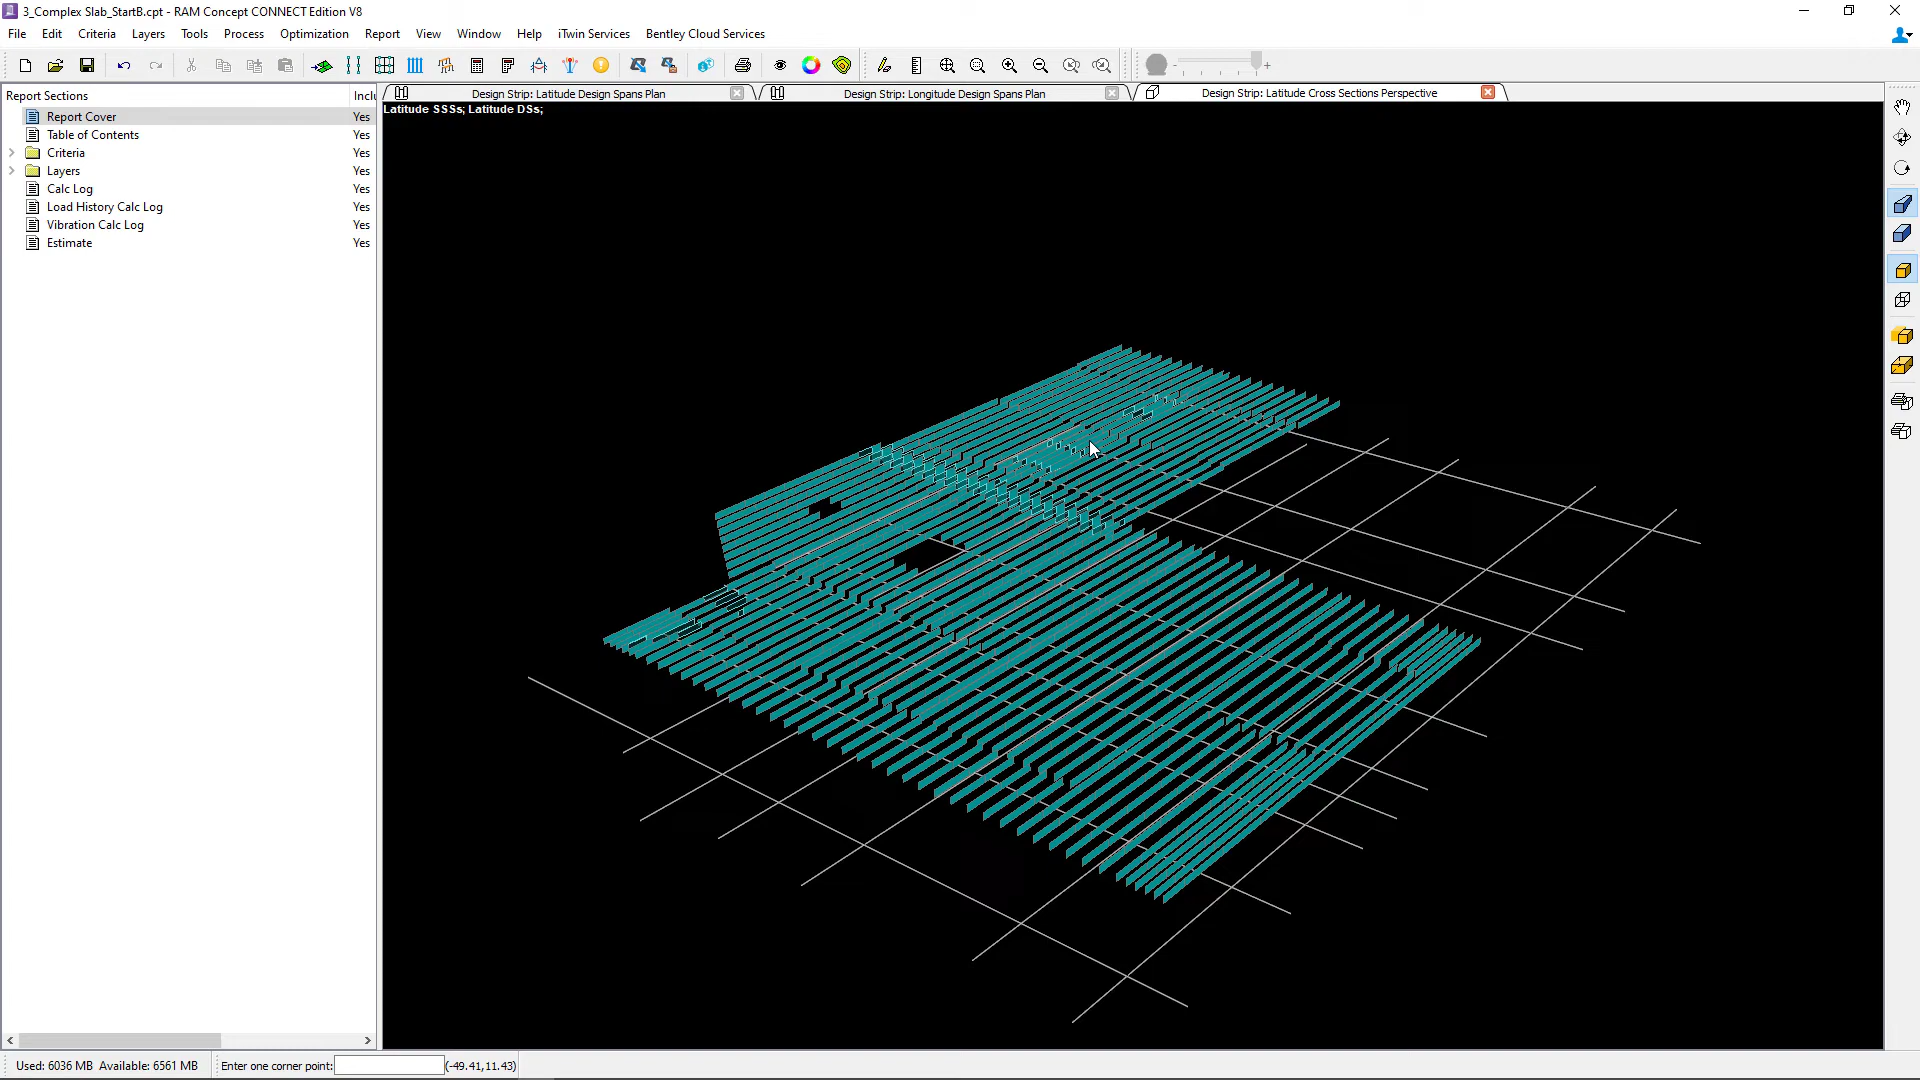 3_Complex Slab_StartB.cpt - RAM Concept CONNECT Edition V8
File Edit Criteria Layers Tools Process Optimization Report View Window Help iTwin Services Bentley Cloud Services
Report Sections Inclu
Design Strip: Latitude Design Spans Plan
Design Strip: Longitude Design Spans Plan
Design Strip: Latitude Cross Sections Perspective
Latitude SSSs; Latitude DSs;
Report Cover Yes
Table of Contents Yes
Criteria Yes
Layers Yes
Calc Log Yes
Load History Calc Log Yes
Vibration Calc Log Yes
Estimate Yes
Used: 6036 MB Available: 6561 MB Enter one corner point: (-49.41,11.43)